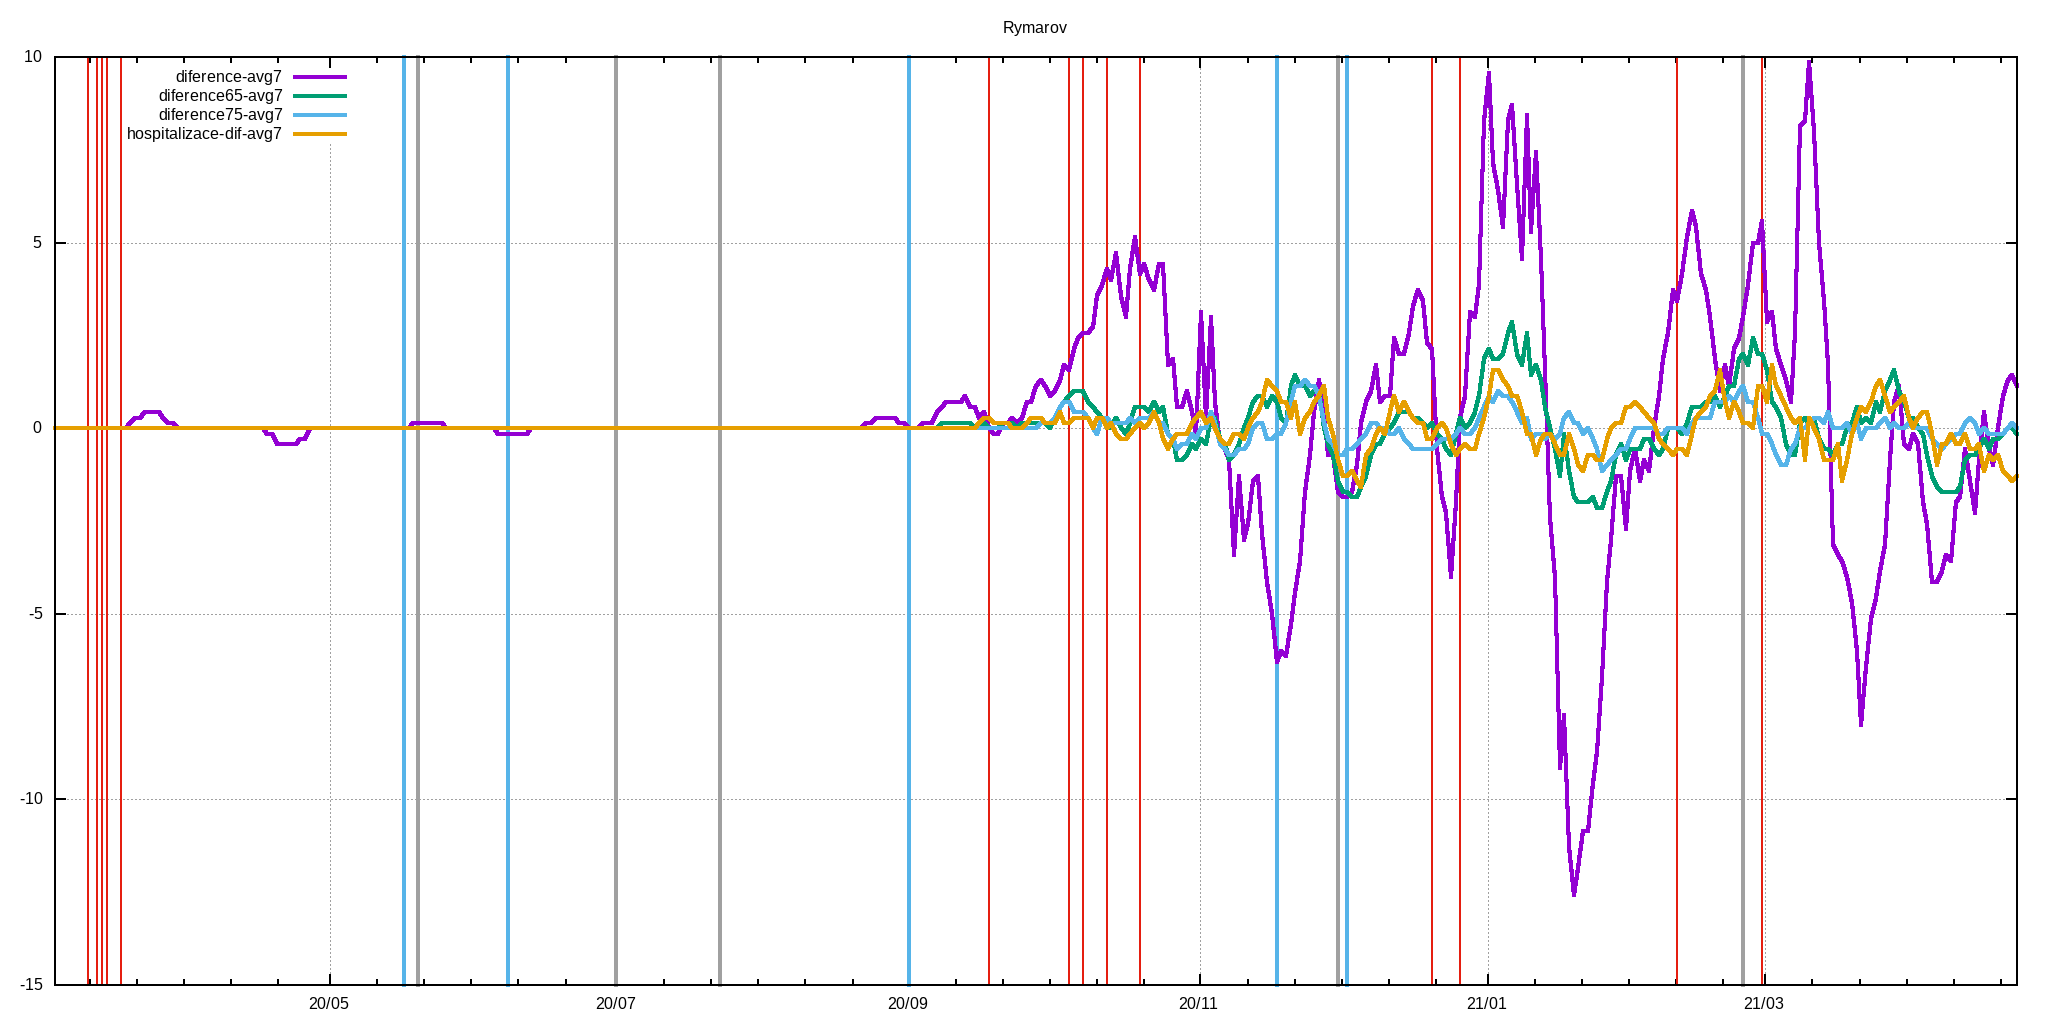 Rymarov
10
diference-avg7
diference65-avg7
diference75-avg7
hospitalizace-dif-avg7
5
0
-5
-10
-15
20/05 20/07 20/09 20/11 21/01 21/03